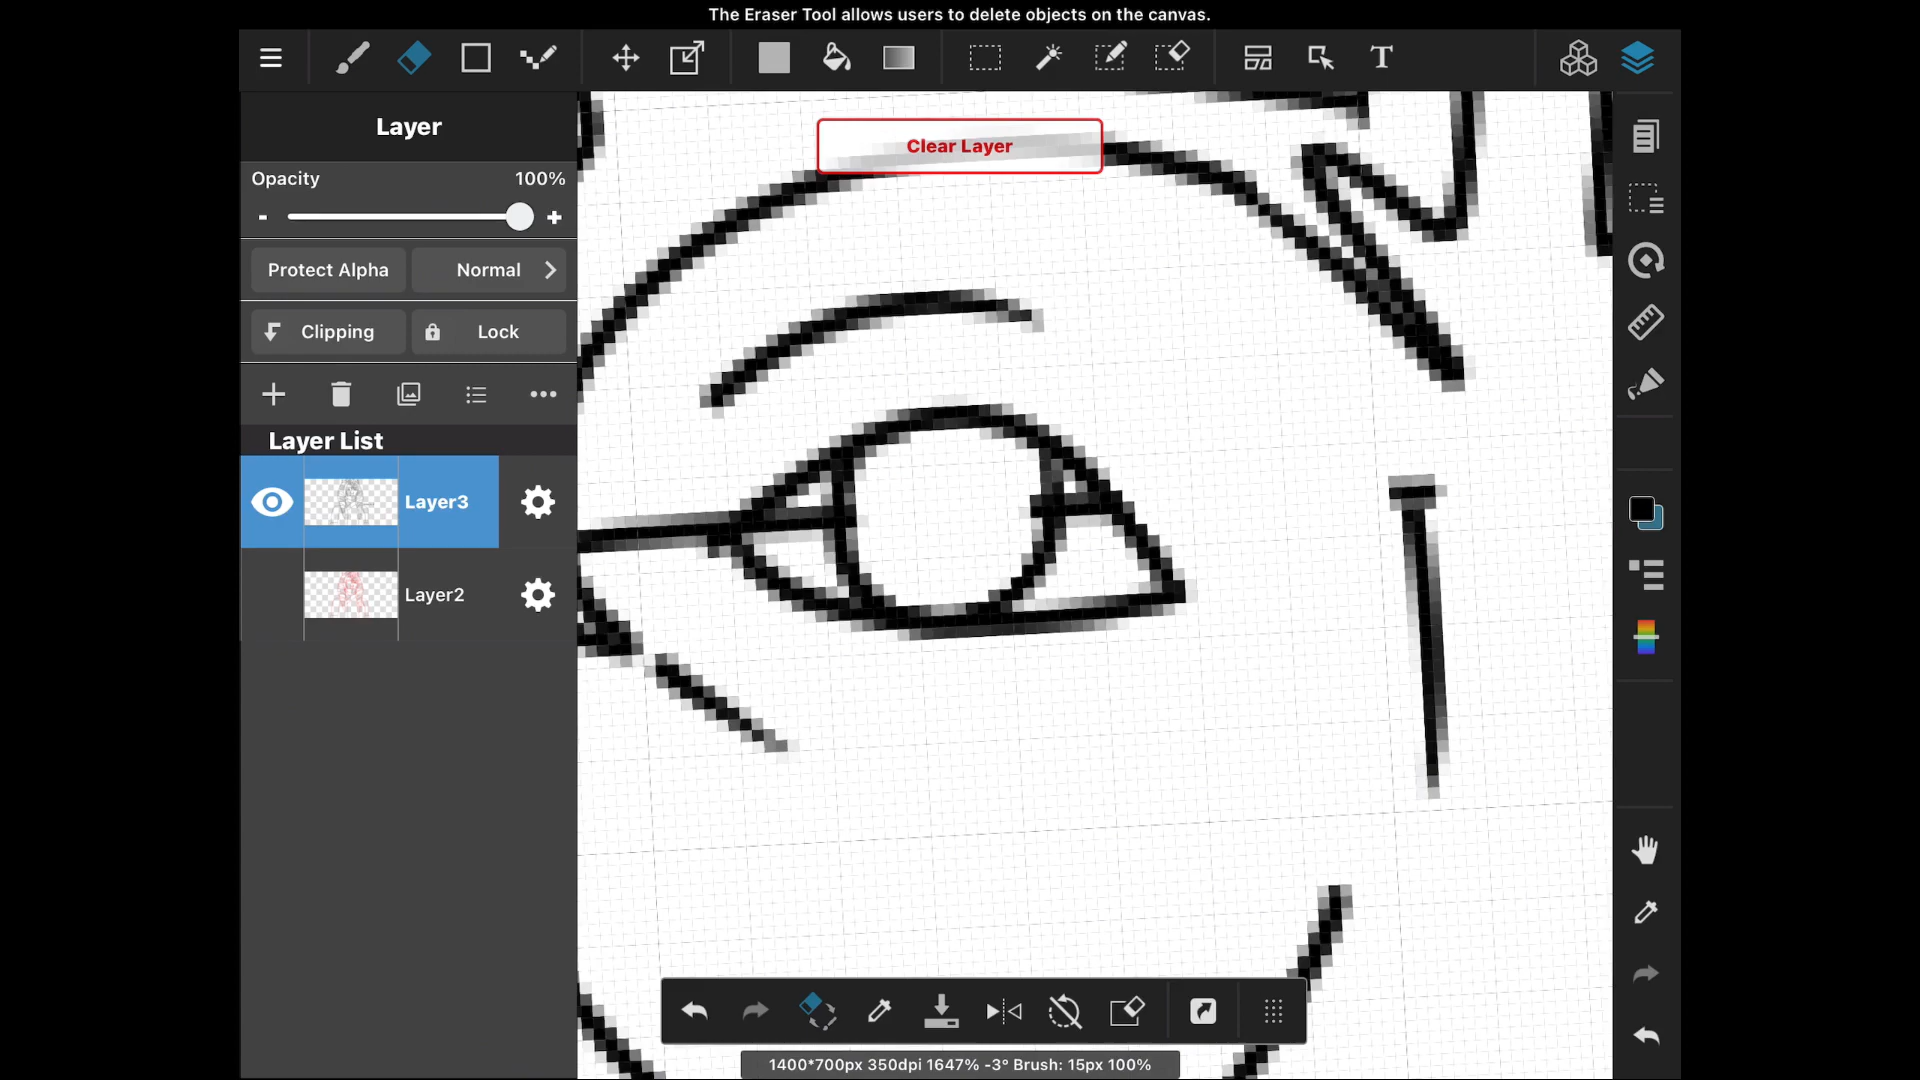 The Eraser Tool allows users to delete objects on the canvas.
T
Layer
Clear Layer
Opacity 100%
- +
Protect Alpha Normal
Clipping Lock
Layer List
Layer3
Layer2
1400*700px 350dpi 1647% -3° Brush: 15px 100%